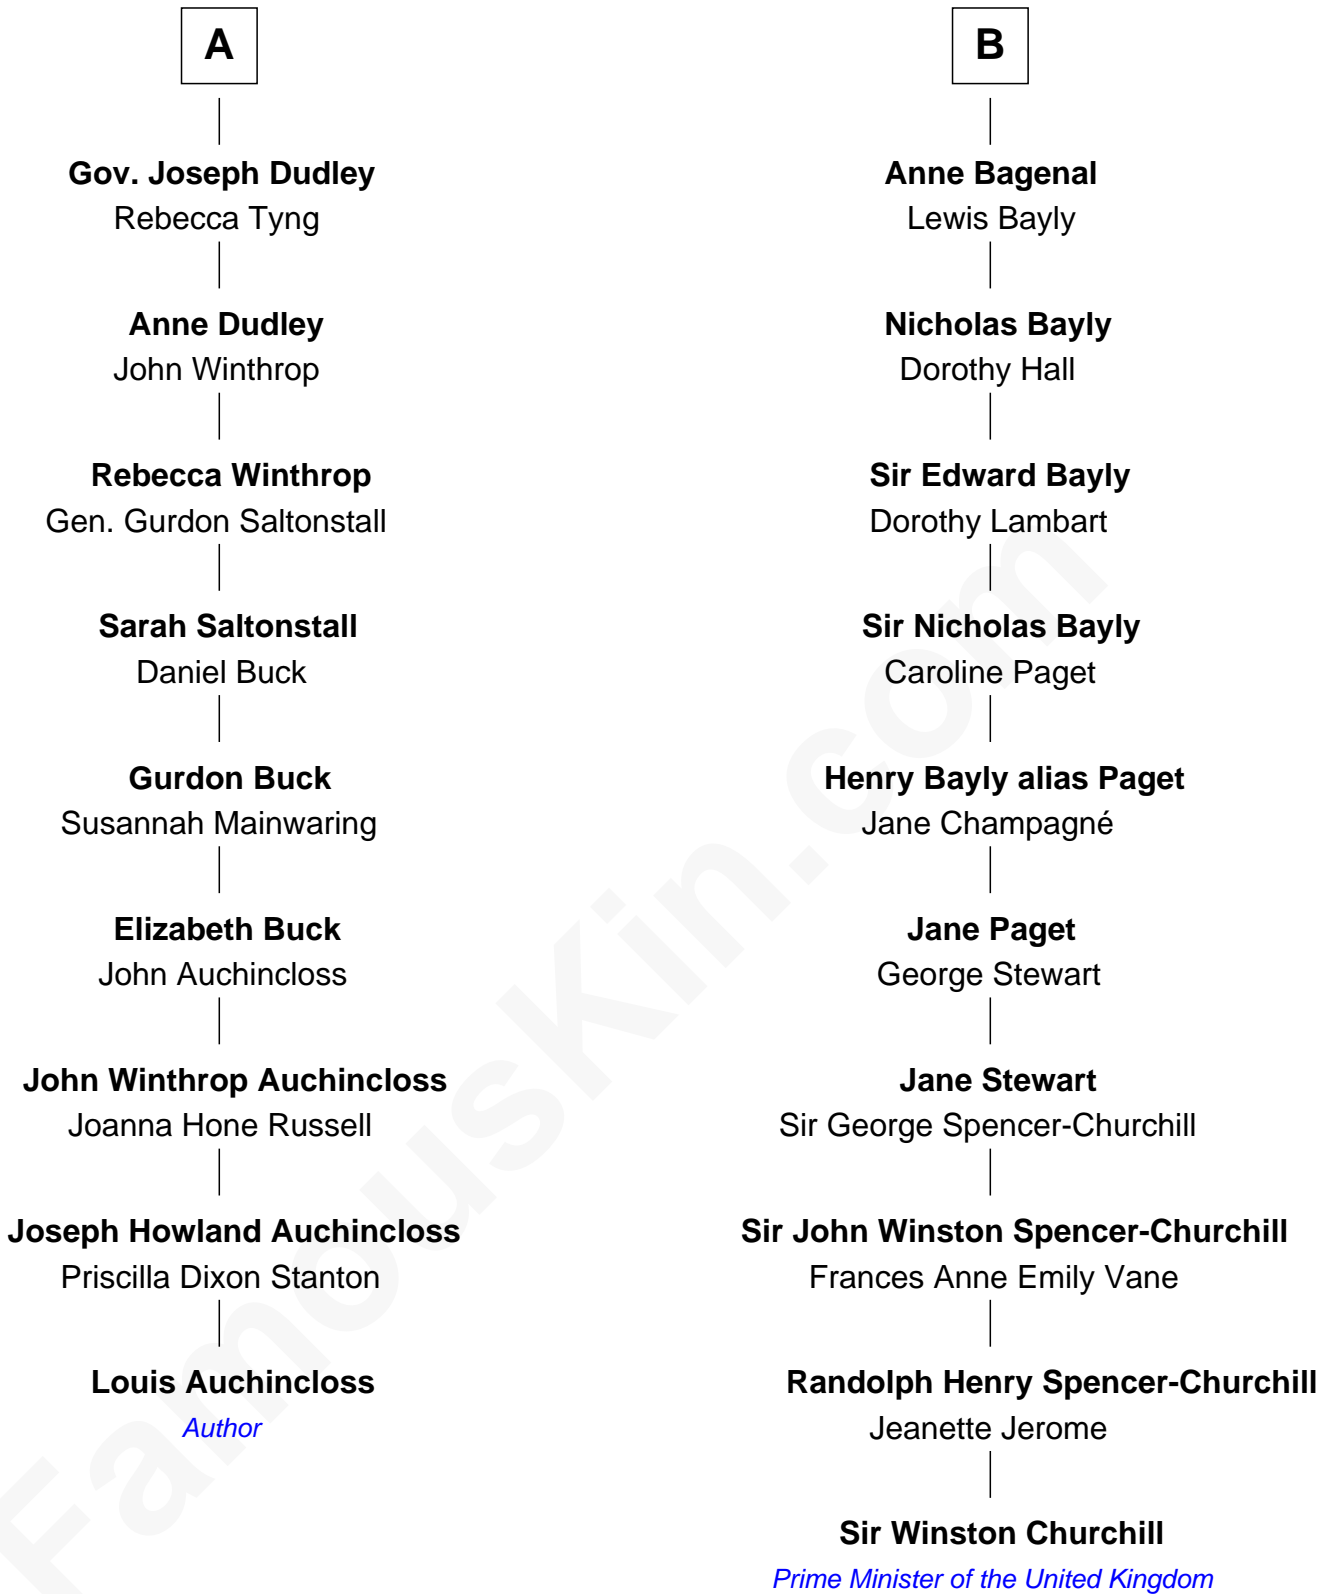 A
Gov. Joseph Dudley
Rebecca Tyng
Anne Dudley
John Winthrop
Rebecca Winthrop
Gen. Gurdon Saltonstall
Sarah Saltonstall
Daniel Buck
Gurdon Buck
Susannah Mainwaring
Elizabeth Buck
John Auchincloss
John Winthrop Auchincloss
Joanna Hone Russell
Joseph Howland Auchincloss
Priscilla Dixon Stanton
Louis Auchincloss
Author
B
Anne Bagenal
Lewis Bayly
Nicholas Bayly
Dorothy Hall
Sir Edward Bayly
Dorothy Lambart
Sir Nicholas Bayly
Caroline Paget
Henry Bayly alias Paget
Jane Champagné
Jane Paget
George Stewart
Jane Stewart
Sir George Spencer-Churchill
Sir John Winston Spencer-Churchill
Frances Anne Emily Vane
Randolph Henry Spencer-Churchill
Jeanette Jerome
Sir Winston Churchill
Prime Minister of the United Kingdom
FamousKin.com